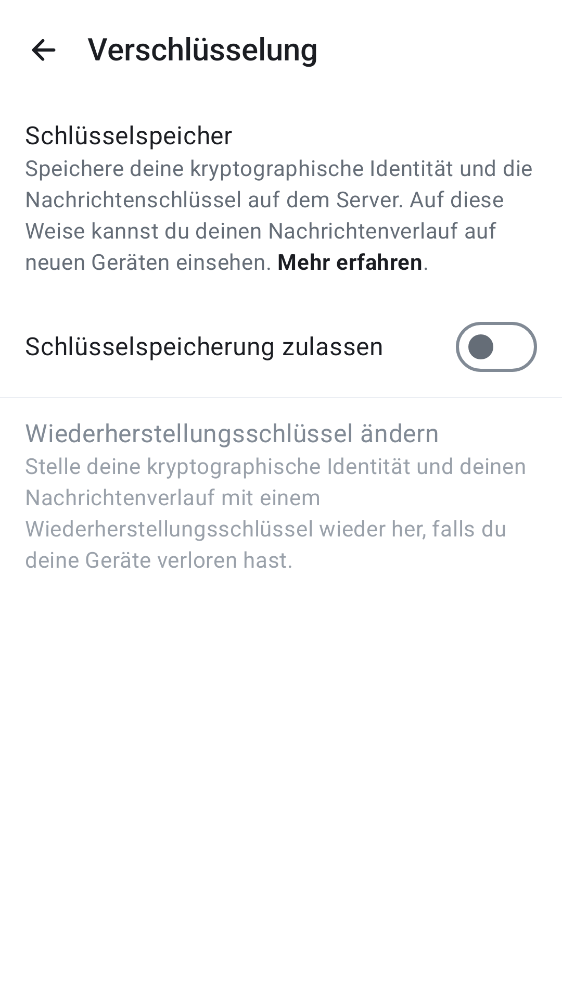 Verschlüsselung
Schlüsselspeicher
Speichere deine kryptographische Identität und die
Nachrichtenschlüssel auf dem Server. Auf diese
Weise kannst du deinen Nachrichtenverlauf auf
neuen Geräten einsehen. Mehr erfahren.
Schlüsselspeicherung zulassen
Wiederherstellungsschlüssel ändern
Stelle deine kryptographische Identität und deinen
Nachrichtenverlauf mit einem
Wiederherstellungsschlüssel wieder her, falls du
deine Geräte verloren hast.